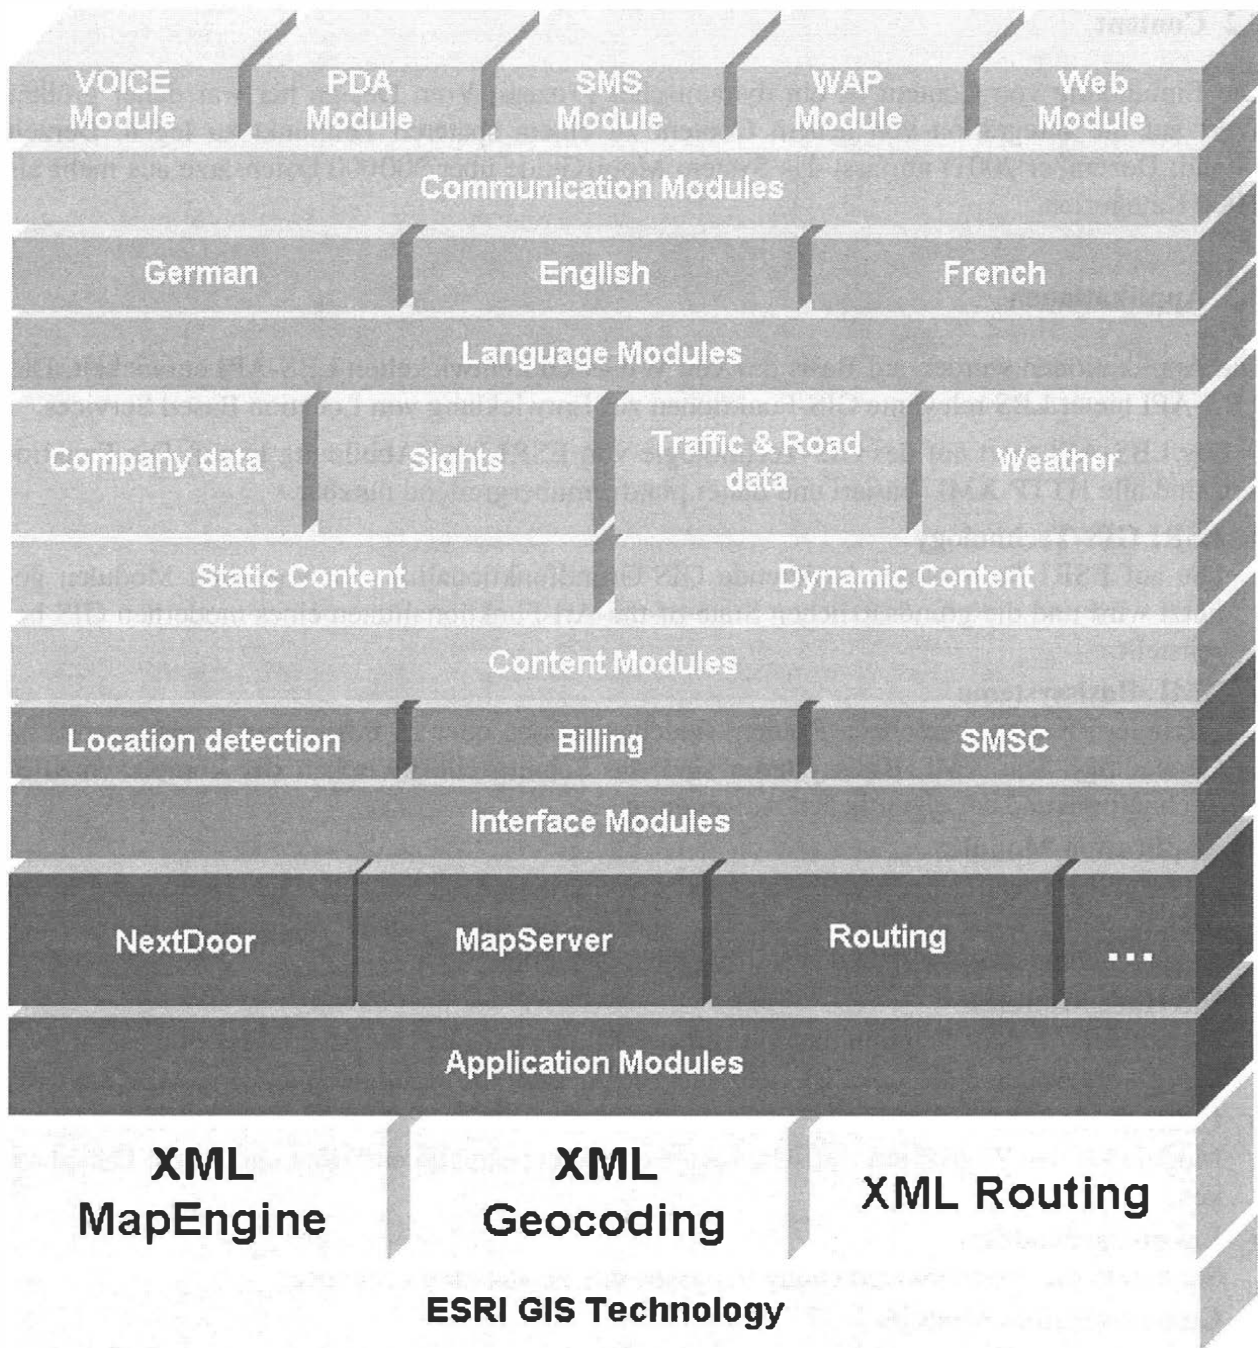 VOICE
Module
PDA
Module
SMS
Module
WAP
Module
Web
Module
Communication Modules
German
English
French
Language Modules
Company data
Sights
Traffic & Road
data
Weather
Static Content
Dynamic Content
Content Modules
Location detection
Billing
SMSC
Interface Modules
NextDoor
MapServer
Routing
...
Application Modules
XML
MapEngine
XML
Geocoding
XML Routing
ESRI GIS Technology